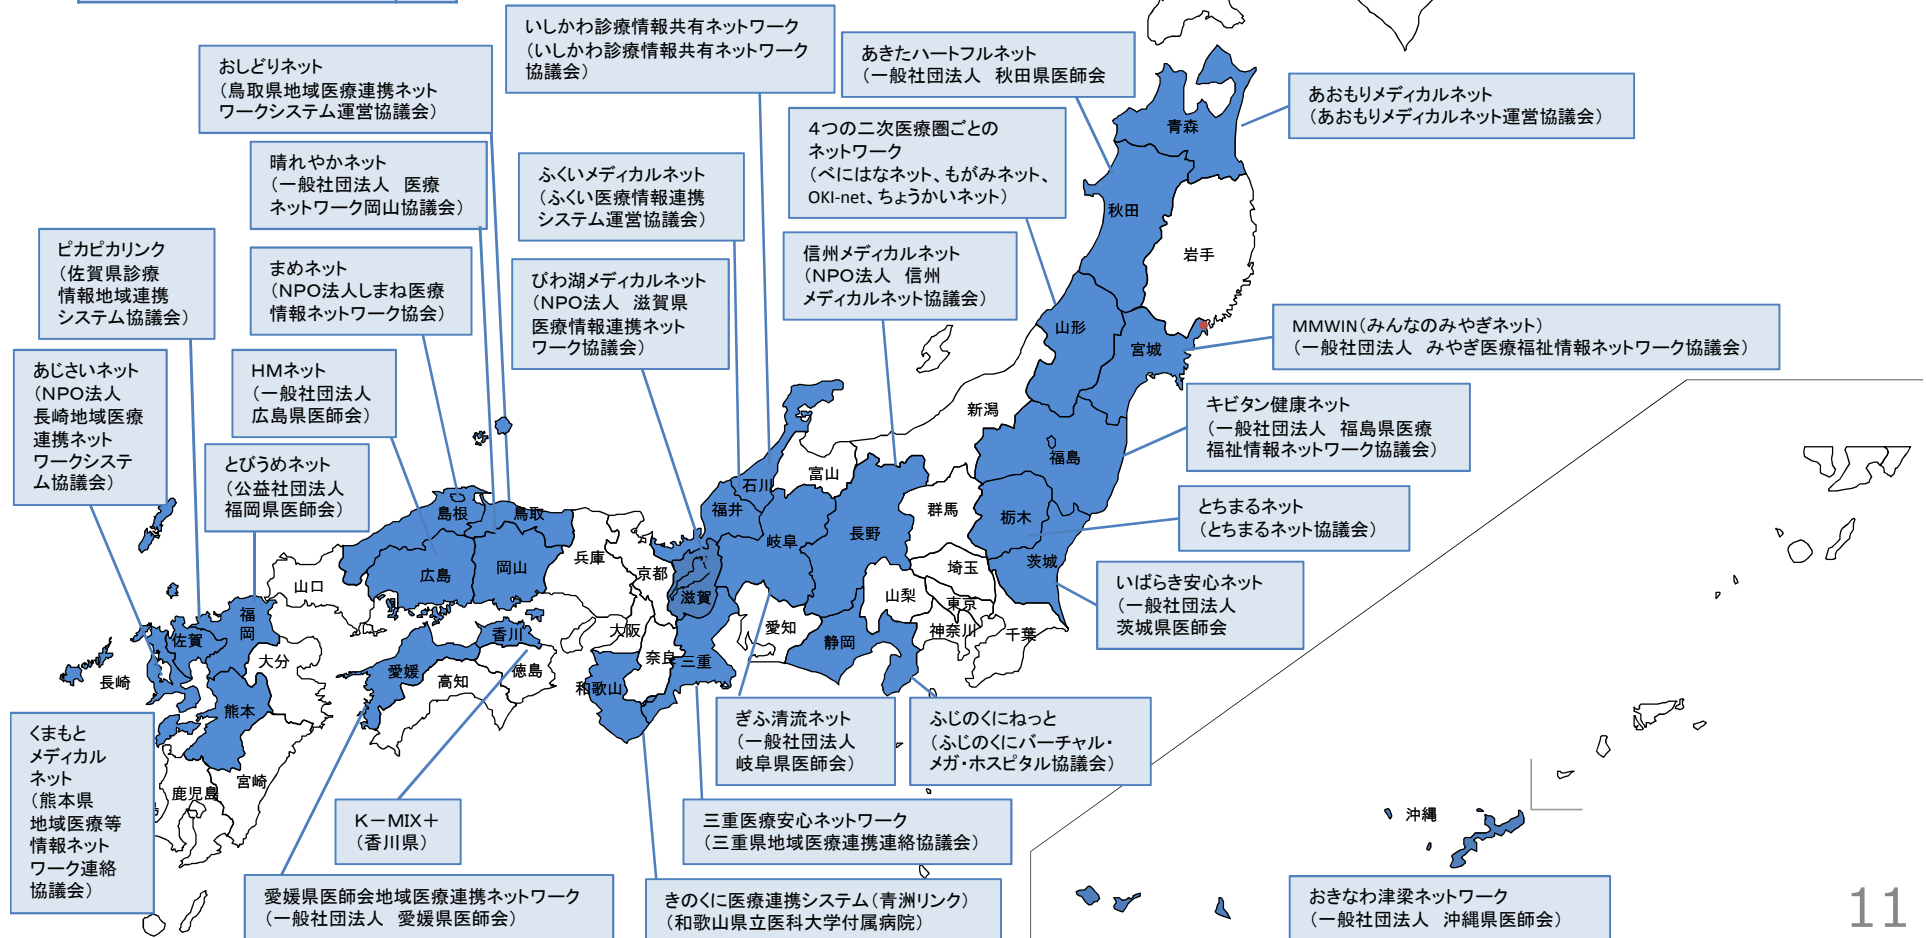 いしかわ診療情報共有ネットワーク
(いしかわ診療情報共有ネットワーク
協議会)
おしどりネット
(鳥取県地域医療連携ネット
ワークシステム運営協議会)
あきたハートフルネット
(一般社団法人 秋田県医師会
あおもりメディカルネット
(あおもりメディカルネット運営協議会)
4つの二次医療圏ごとの
ネットワーク
(べにはなネット、もがみネット、
OKI-net、ちょうかいネット)
晴れやかネット
(一般社団法人 医療
ネットワーク岡山協議会)
ふくいメディカルネット
(ふくい医療情報連携
システム運営協議会)
ピカピカリンク
(佐賀県診療
情報地域連携
システム協議会)
まめネット
(NPO法人しまね医療
情報ネットワーク協会)
びわ湖メディカルネット
(NPO法人 滋賀県
医療情報連携ネット
ワーク協議会)
信州メディカルネット
(NPO法人 信州
メディカルネット協議会)
MMWIN(みんなのみやぎネット)
(一般社団法人 みやぎ医療福祉情報ネットワーク協議会)
あじさいネット
(NPO法人
長崎地域医療
連携ネット
ワークシステ
ム協議会)
HMネット
(一般社団法人
広島県医師会)
とびうめネット
(公益社団法人
福岡県医師会)
キビタン健康ネット
(一般社団法人 福島県医療
福祉情報ネットワーク協議会)
とちまるネット
(とちまるネット協議会)
いばらき安心ネット
(一般社団法人
茨城県医師会
青森
秋田
岩手
山形
宮城
新潟
福島
富山
石川
福井
岐阜
長野
群馬
栃木
茨城
埼玉
山梨
東京
神奈川
千葉
静岡
愛知
三重
滋賀
京都
兵庫
大阪
奈良
和歌山
鳥取
島根
岡山
広島
山口
香川
徳島
愛媛
高知
福
岡
佐賀
長崎
大分
熊本
宮崎
鹿児島
沖縄
くまもと
メディカル
ネット
(熊本県
地域医療等
情報ネット
ワーク連絡
協議会)
K-MIX+
(香川県)
愛媛県医師会地域医療連携ネットワーク
(一般社団法人 愛媛県医師会)
ぎふ清流ネット
(一般社団法人
岐阜県医師会)
ふじのくにねっと
(ふじのくにバーチャル・
メガ・ホスピタル協議会)
三重医療安心ネットワーク
(三重県地域医療連携連絡協議会)
きのくに医療連携システム(青洲リンク)
(和歌山県立医科大学付属病院)
おきなわ津梁ネットワーク
(一般社団法人 沖縄県医師会)
11